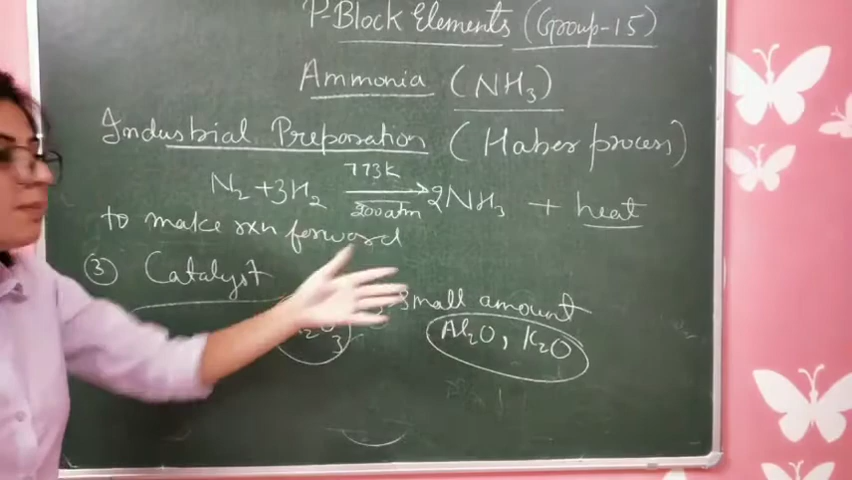 P-Block Elements (Group-15)
Ammonia (NH₃)
Industrial Preparation (Haber process)
773k
N₂ + 3H₂ → 2NH₃ + heat
200atm
to make rxn forward
③ Catalyst
small amount
Al₂O, K₂O